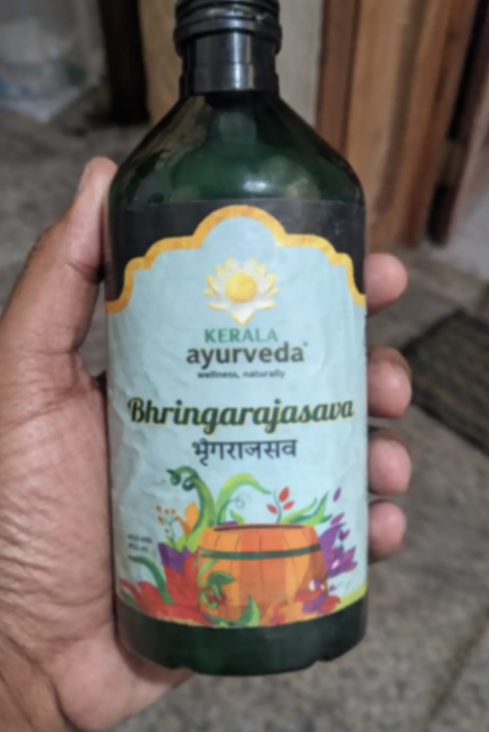 KERALA
ayurveda
wellness, naturally
Bhringarajasava
भृंगराजसव